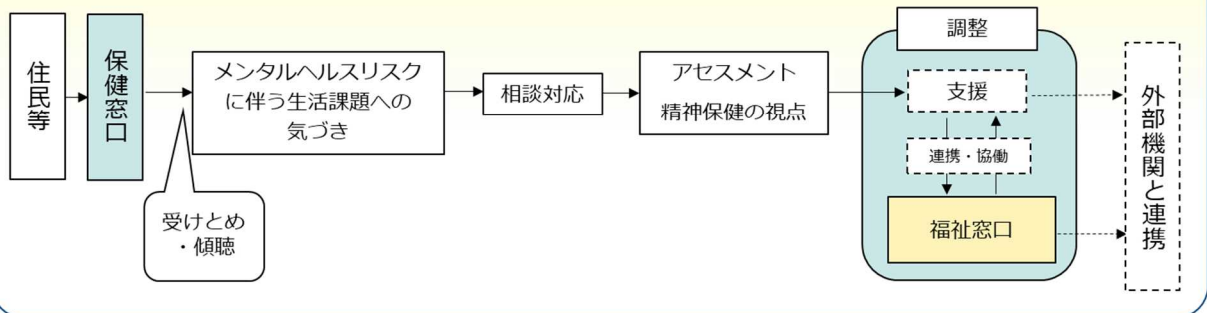 住民等
保健窓口
メンタルヘルスリスク
に伴う生活課題への
気づき
受けとめ
・傾聴
相談対応
アセスメント
精神保健の視点
調整
支援
連携・協働
福祉窓口
外部機関と連携